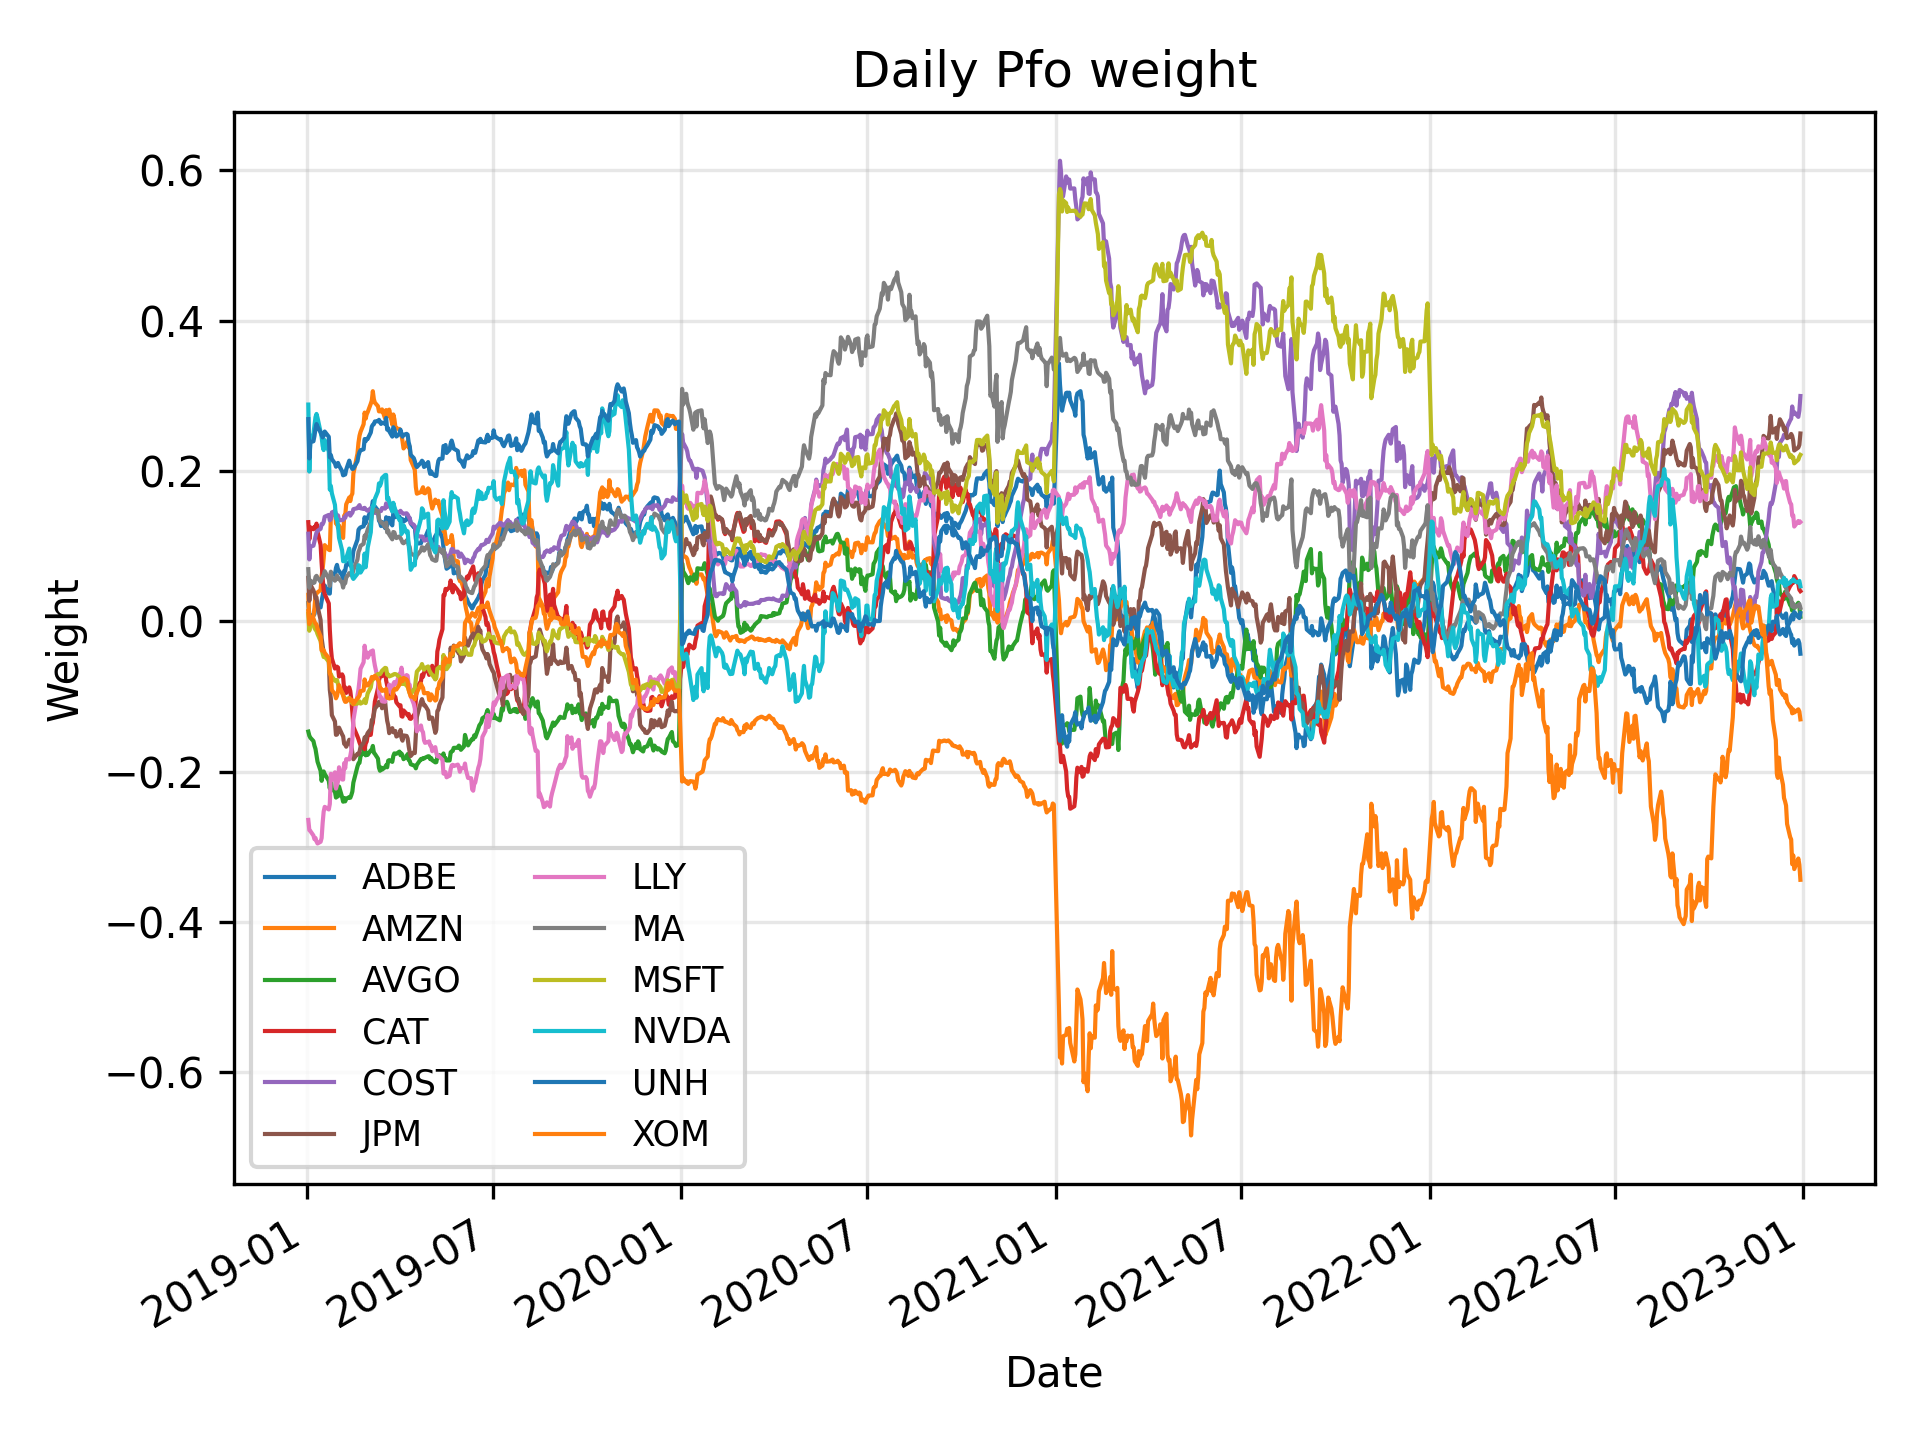 Daily Pfo weight
0.6
0.4
0.2
0.0
−0.2
−0.4
−0.6
Weight
ADBE
AMZN
AVGO
CAT
COST
JPM
LLY
MA
MSFT
NVDA
UNH
XOM
2019-01
2019-07
2020-01
2020-07
2021-01
2021-07
2022-01
2022-07
2023-01
Date